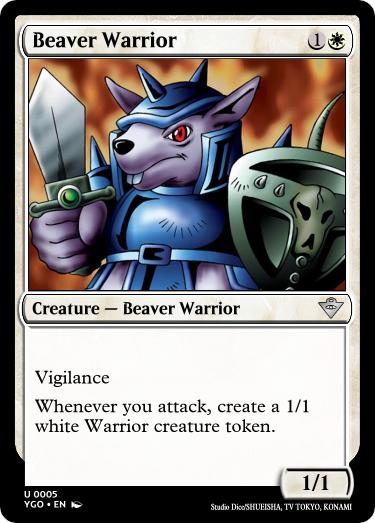 Beaver Warrior 1
Creature — Beaver Warrior
Vigilance
Whenever you attack, create a 1/1
white Warrior creature token.
1/1
U 0005
YGO • EN
Studio Dice/SHUEISHA, TV TOKYO, KONAMI